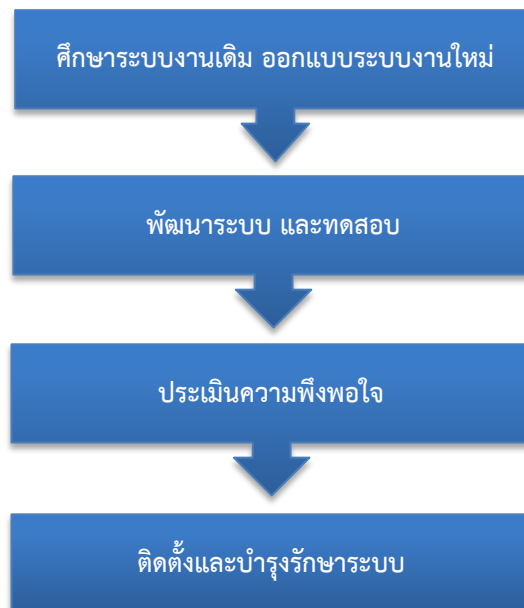 ศึกษาระบบงานเดิม ออกแบบระบบงานใหม่
พัฒนาระบบ และทดสอบ
ประเมินความพึงพอใจ
ติดตั้งและบำรุงรักษาระบบ